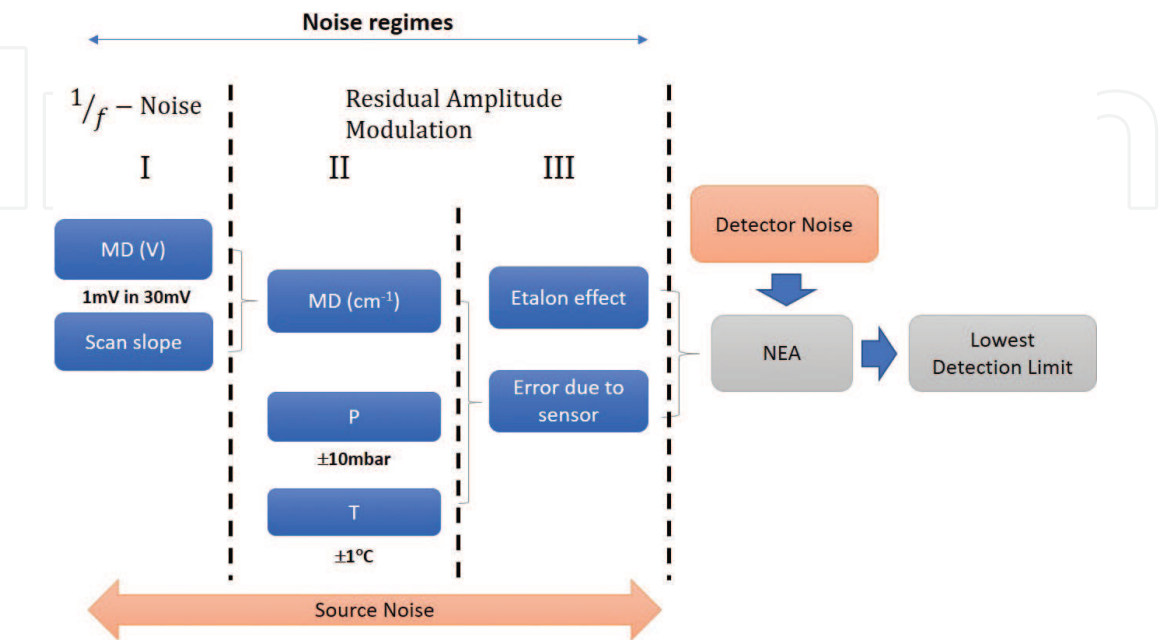 Noise regimes
1/f – Noise
Residual Amplitude
Modulation
I
II
III
MD (V)
1mV in 30mV
Scan slope
MD (cm⁻¹)
P
±10mbar
T
±1°C
Etalon effect
Error due to
sensor
Detector Noise
NEA
Lowest
Detection Limit
Source Noise